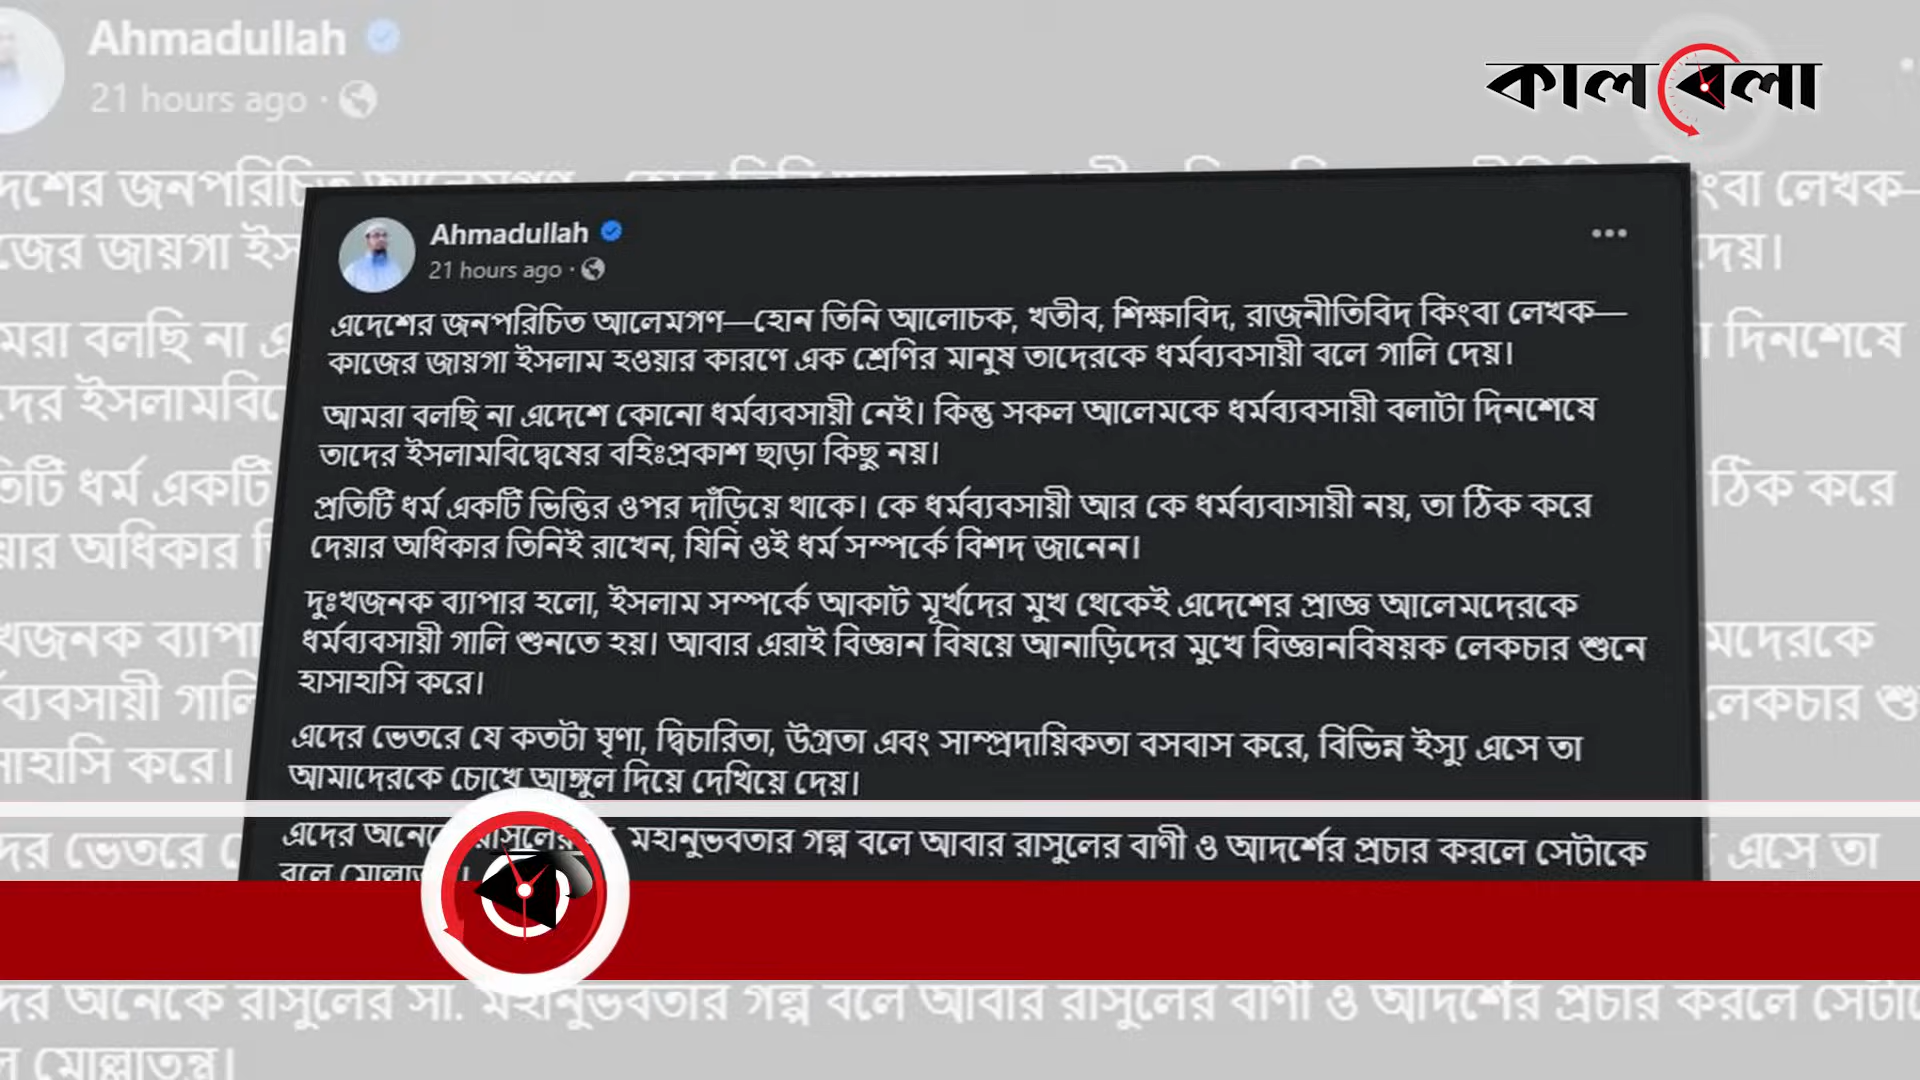 Ahmadullah
21 hours ago ·
কালবেলা
Ahmadullah
21 hours ago ·
এদেশের জনপরিচিত আলেমগণ—হোন তিনি আলোচক, খতীব, শিক্ষাবিদ, রাজনীতিবিদ কিংবা লেখক—
কাজের জায়গা ইসলাম হওয়ার কারণে এক শ্রেণির মানুষ তাদেরকে ধর্মব্যবসায়ী বলে গালি দেয়।
আমরা বলছি না এদেশে কোনো ধর্মব্যবসায়ী নেই। কিন্তু সকল আলেমকে ধর্মব্যবসায়ী বলাটা দিনশেষে
তাদের ইসলামবিদ্বেষের বহিঃপ্রকাশ ছাড়া কিছু নয়।
প্রতিটি ধর্ম একটি ভিত্তির ওপর দাঁড়িয়ে থাকে। কে ধর্মব্যবসায়ী আর কে ধর্মব্যবাসায়ী নয়, তা ঠিক করে
দেয়ার অধিকার তিনিই রাখেন, যিনি ওই ধর্ম সম্পর্কে বিশদ জানেন।
দুঃখজনক ব্যাপার হলো, ইসলাম সম্পর্কে আকাট মূর্খদের মুখ থেকেই এদেশের প্রাজ্ঞ আলেমদেরকে
ধর্মব্যবসায়ী গালি শুনতে হয়। আবার এরাই বিজ্ঞান বিষয়ে আনাড়িদের মুখে বিজ্ঞানবিষয়ক লেকচার শুনে
হাসাহাসি করে।
এদের ভেতরে যে কতটা ঘৃণা, দ্বিচারিতা, উগ্রতা এবং সাম্প্রদায়িকতা বসবাস করে, বিভিন্ন ইস্যু এসে তা
আমাদেরকে চোখে আঙ্গুল দিয়ে দেখিয়ে দেয়।
এদের মহানুভবতার গল্প বলে আবার রাসুলের বাণী ও আদর্শের প্রচার করলে সেটাকে
বলে
দের অনেকে রাসুলের সা. মহানুভবতার গল্প বলে আবার রাসুলের বাণী ও আদর্শের প্রচার করলে সেটাকে
মোল্লাতন্ত্র।